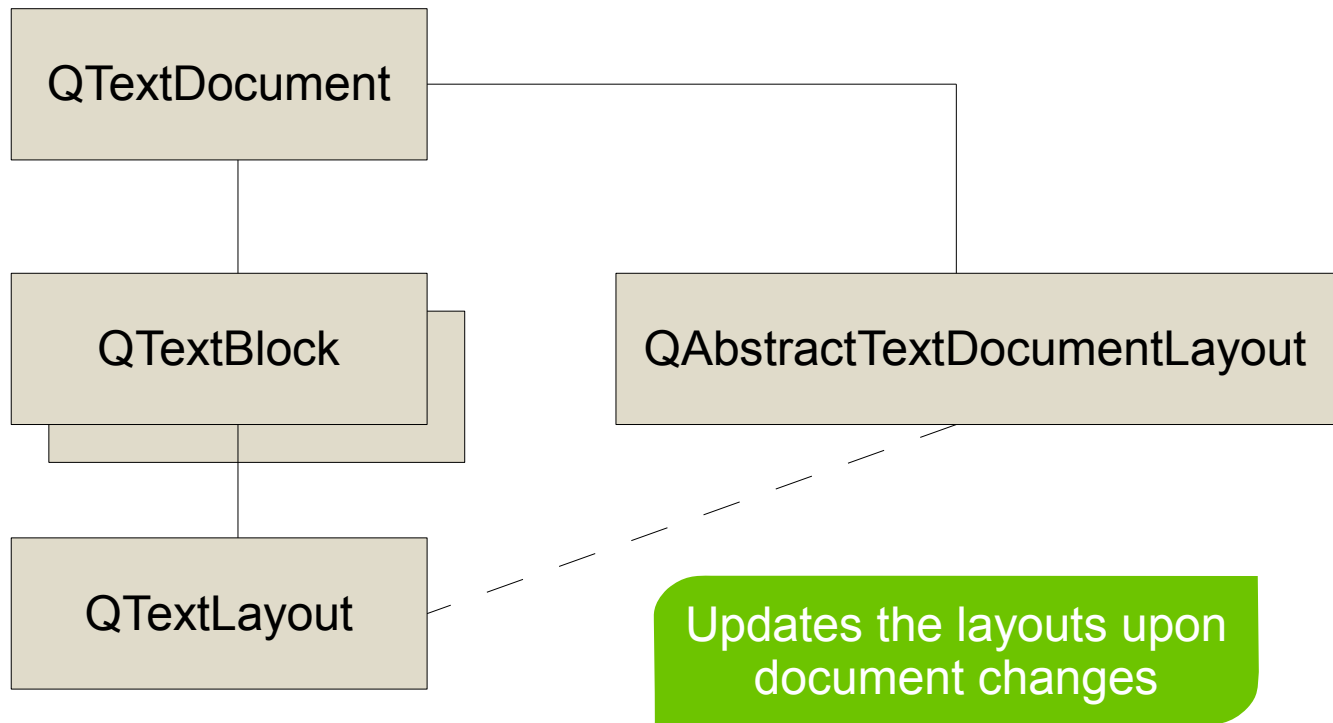 QTextDocument
QTextBlock
QAbstractTextDocumentLayout
QTextLayout
Updates the layouts upon
document changes